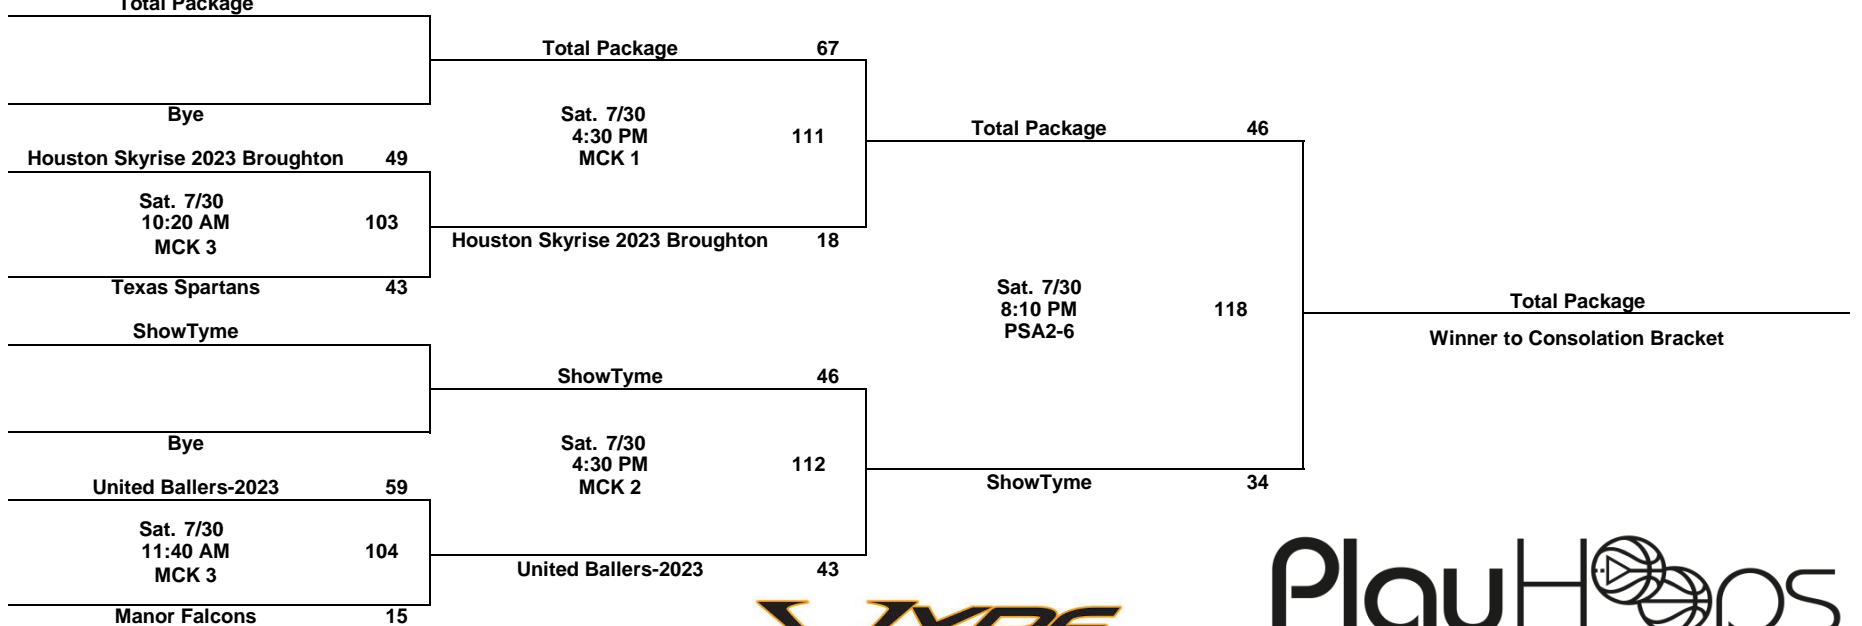 Total Package
Total Package 67
Bye
Sat. 7/30
4:30 PM 111
MCK 1
Total Package 46
Houston Skyrise 2023 Broughton 49
Sat. 7/30
10:20 AM 103
MCK 3
Houston Skyrise 2023 Broughton 18
Texas Spartans 43
Sat. 7/30
8:10 PM 118
PSA2-6
Total Package
Winner to Consolation Bracket
ShowTyme
ShowTyme 46
Bye
Sat. 7/30
4:30 PM 112
MCK 2
ShowTyme 34
United Ballers-2023 59
Sat. 7/30
11:40 AM 104
MCK 3
United Ballers-2023 43
Manor Falcons 15
VYPE
PlayHoops